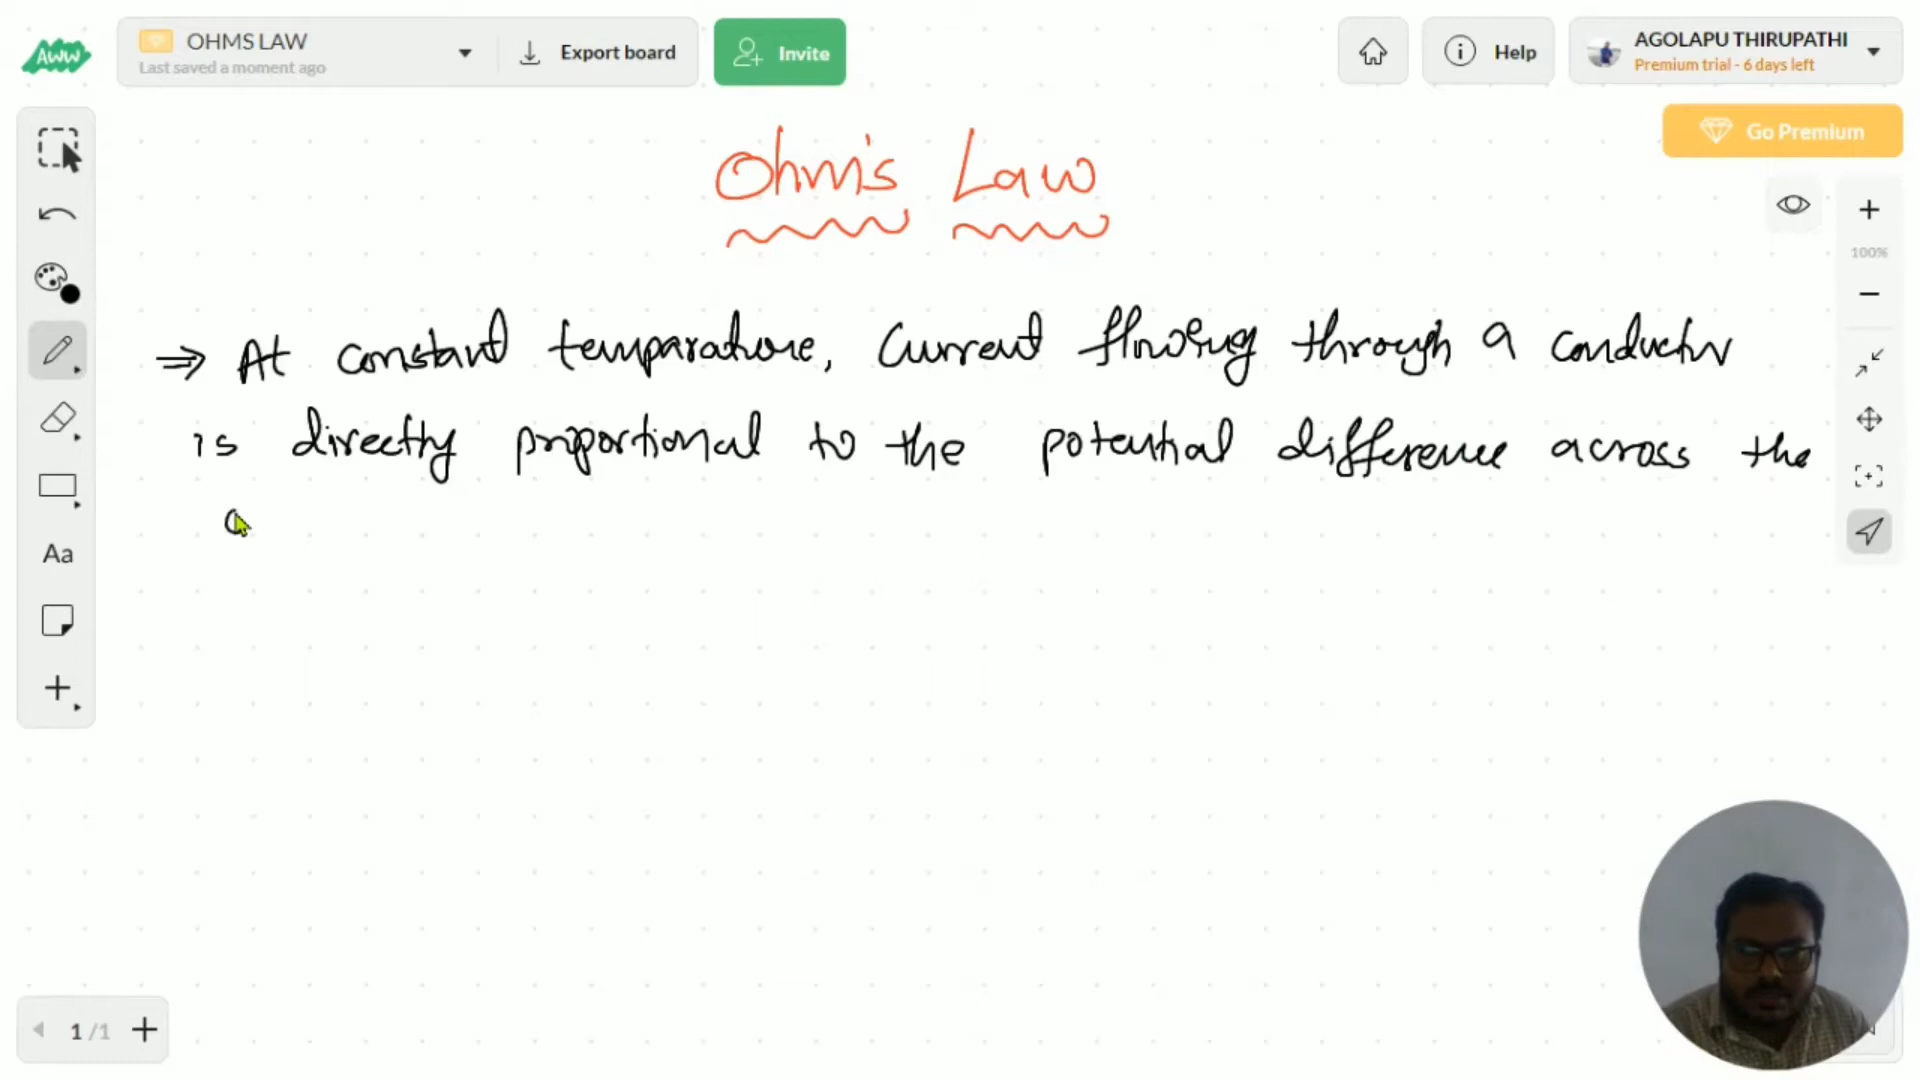 AWW
OHMS LAW
Last saved a moment ago
Export board
Invite
Help
AGOLAPU THIRUPATHI
Premium trial - 6 days left
Go Premium
100%
Ohm's Law
⇒ At constant temparature, Current flowing through a conductor
is directly proportional to the potential difference across the
c
Aa
1 /1